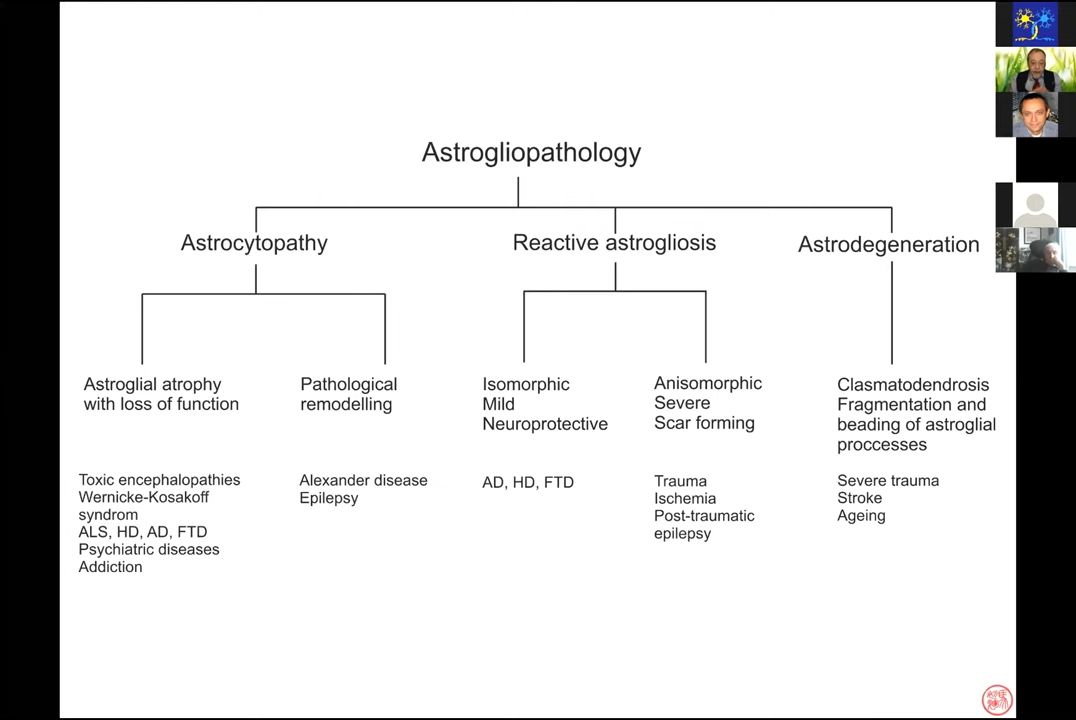 Astrogliopathology
Astrocytopathy
Reactive astrogliosis
Astrodegeneration
Astroglial atrophy
with loss of function
Pathological
remodelling
Isomorphic
Mild
Neuroprotective
Anisomorphic
Severe
Scar forming
Clasmatodendrosis
Fragmentation and
beading of astroglial
proccesses
Toxic encephalopathies
Wernicke-Kosakoff
syndrom
ALS, HD, AD, FTD
Psychiatric diseases
Addiction
Alexander disease
Epilepsy
AD, HD, FTD
Trauma
Ischemia
Post-traumatic
epilepsy
Severe trauma
Stroke
Ageing